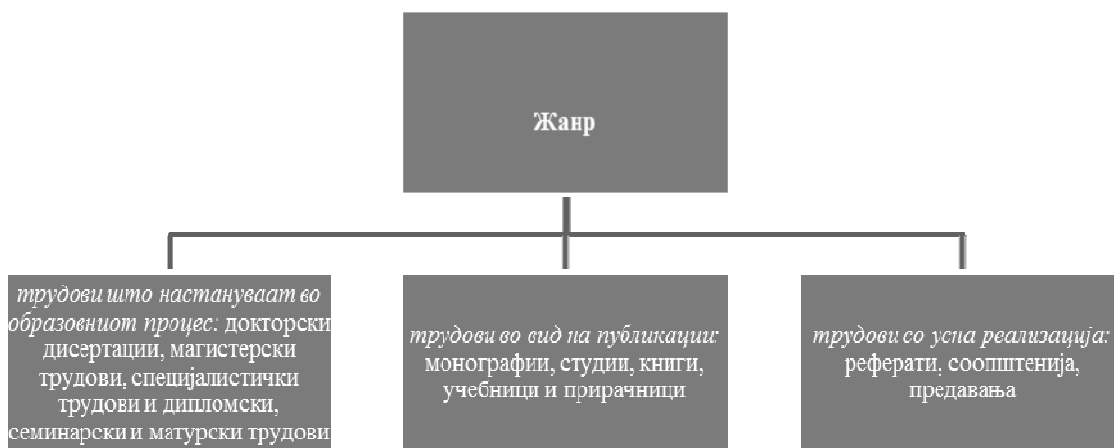 Жанр
трудови што настануваат во
образовниот процес: докторски
дисертации, магистерски
трудови, специјалистички
трудови и дипломски,
семинарски и матурски трудови
трудови во вид на публикации:
монографии, студии, книги,
учебници и прирачници
трудови со усна реализација:
реферати, соопштенија,
предавања